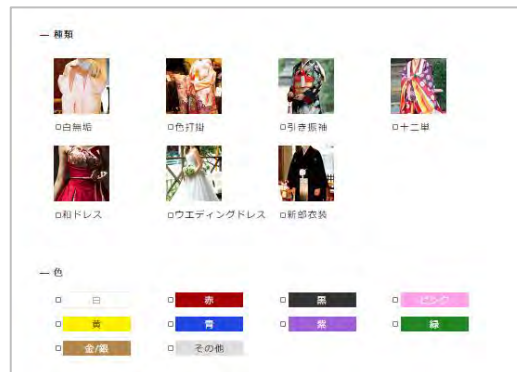 — 種類
□白無垢 □色打掛 □引き振袖 □十二単
□和ドレス □ウエディングドレス □新郎衣装
— 色
□ 白 □ 赤 □ 黒 □ ピンク
□ 黄 □ 青 □ 紫 □ 緑
□ 金/銀 □ その他